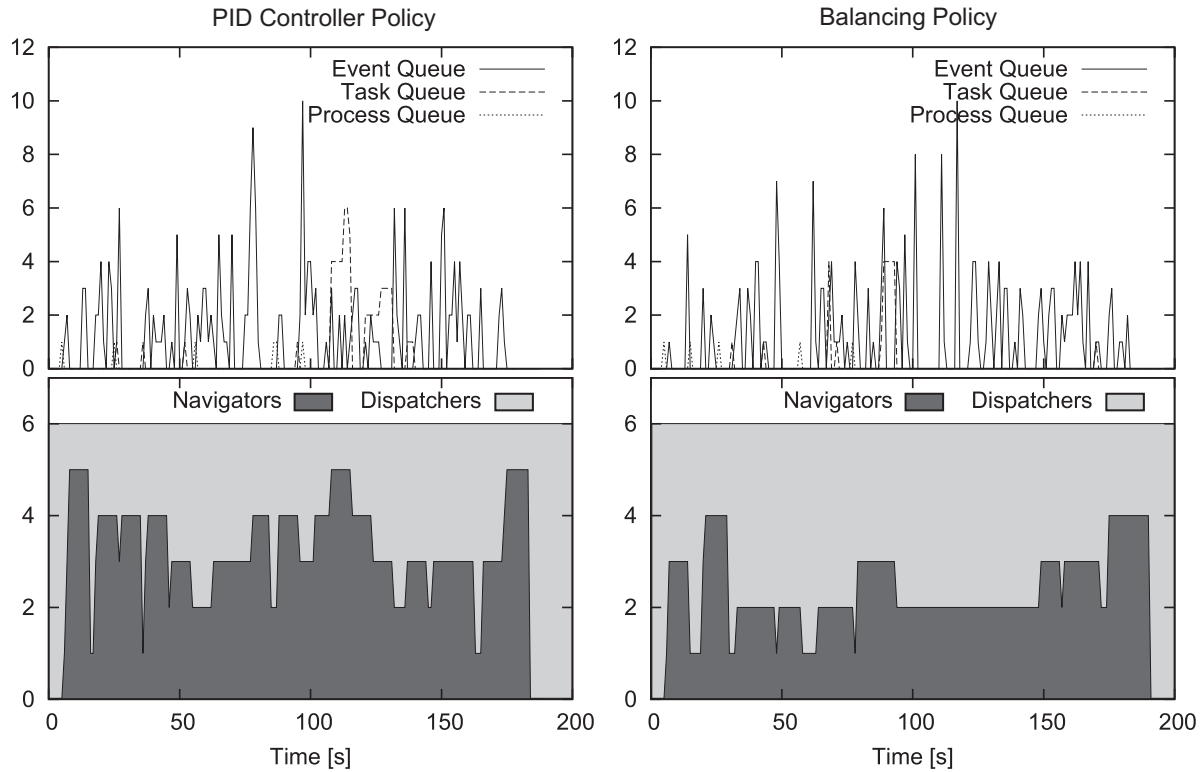 PID Controller Policy
12
10
8
6
4
2
0
Event Queue
Task Queue
Process Queue
6
4
2
0
Navigators Dispatchers
0 50 100 150 200
Time [s]
Balancing Policy
12
10
8
6
4
2
0
Event Queue
Task Queue
Process Queue
6
4
2
0
Navigators Dispatchers
0 50 100 150 200
Time [s]